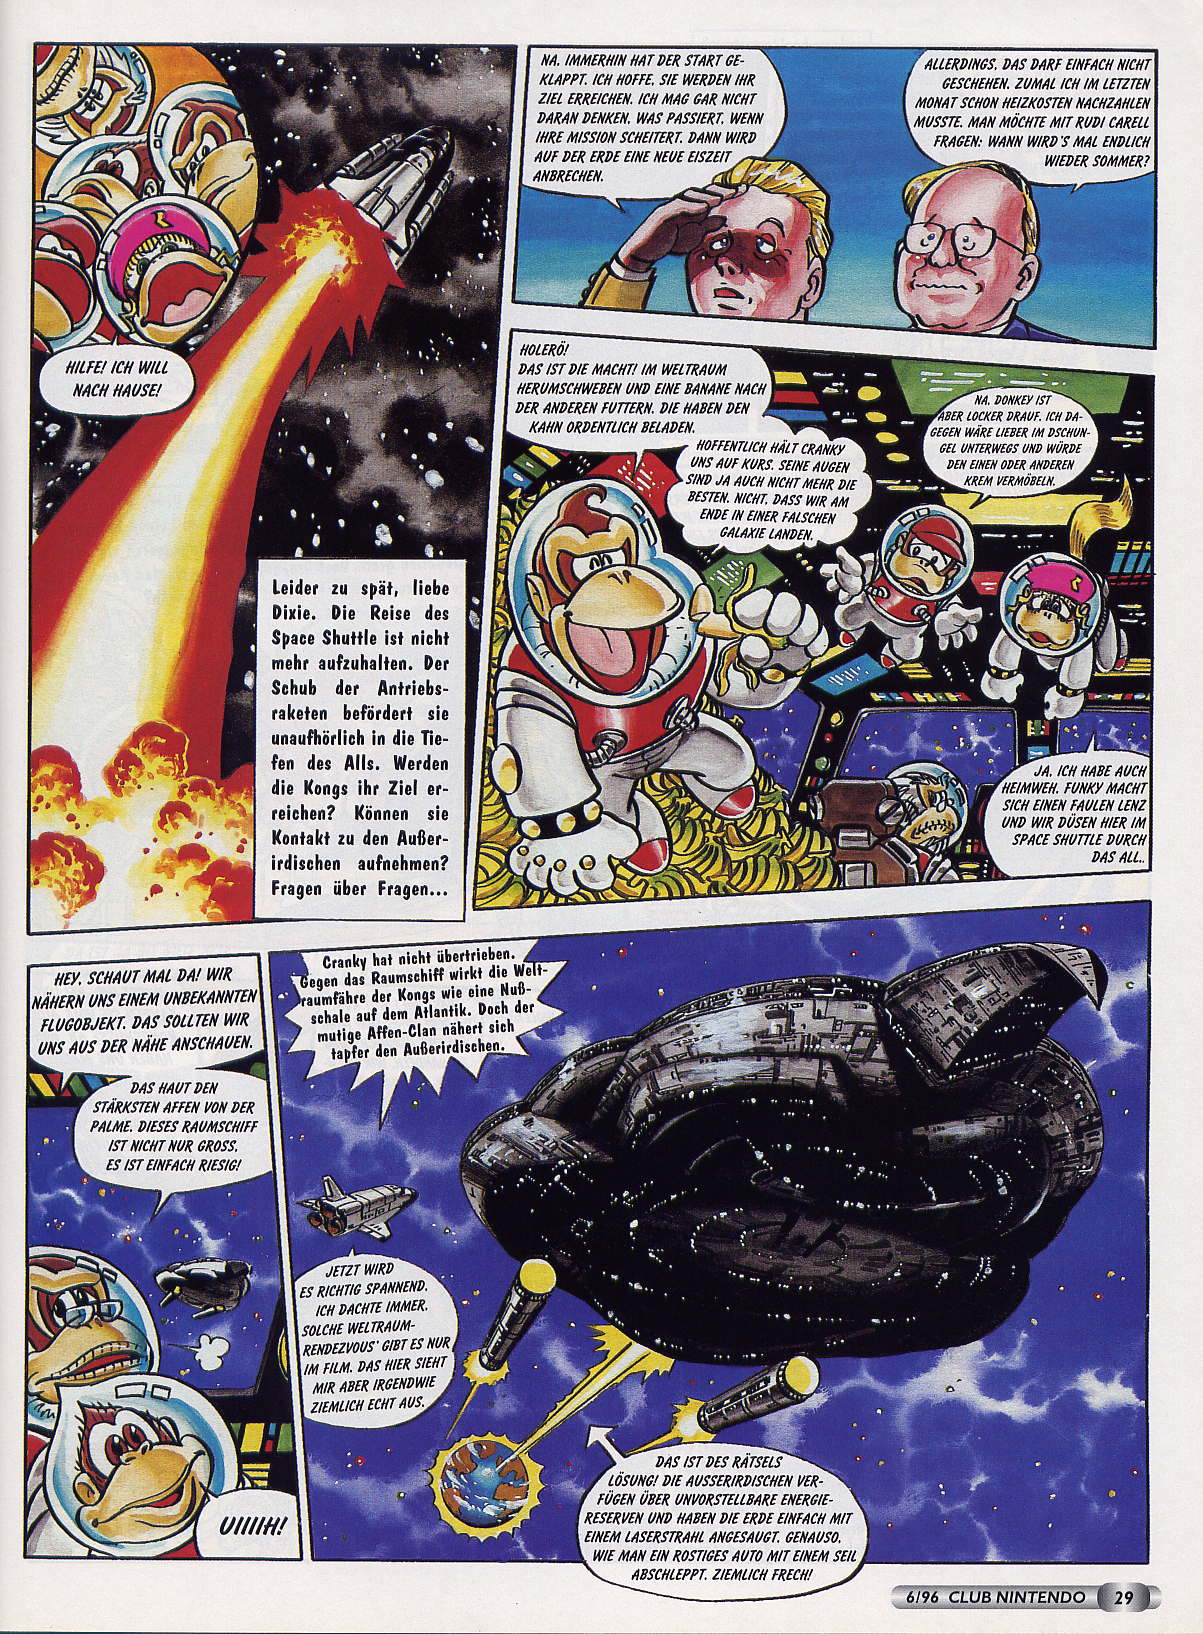 HILFE! ICH WILL
NACH HAUSE!
Leider zu spät, liebe
Dixie. Die Reise des
Space Shuttle ist nicht
mehr aufzuhalten. Der
Schub der Antriebs-
raketen befördert sie
unaufhörlich in die Tie-
fen des Alls. Werden
die Kongs ihr Ziel er-
reichen? Können sie
Kontakt zu den Außer-
irdischen aufnehmen?
Fragen über Fragen...
NA, IMMERHIN HAT DER START GE-
KLAPPT. ICH HOFFE, SIE WERDEN IHR
ZIEL ERREICHEN. ICH MAG GAR NICHT
DARAN DENKEN, WAS PASSIERT, WENN
IHRE MISSION SCHEITERT. DANN WIRD
AUF DER ERDE EINE NEUE EISZEIT
ANBRECHEN.
ALLERDINGS. DAS DARF EINFACH NICHT
GESCHEHEN. ZUMAL ICH IM LETZTEN
MONAT SCHON HEIZKOSTEN NACHZAHLEN
MUSSTE. MAN MÖCHTE MIT RUDI CARELL
FRAGEN: WANN WIRD'S MAL ENDLICH
WIEDER SOMMER?
HOLERÖ!
DAS IST DIE MACHT! IM WELTRAUM
HERUMSCHWEBEN UND EINE BANANE NACH
DER ANDEREN FUTTERN. DIE HABEN DEN
KAHN ORDENTLICH BELADEN.
HOFFENTLICH HÄLT CRANKY
UNS AUF KURS. SEINE AUGEN
SIND JA AUCH NICHT MEHR DIE
BESTEN. NICHT, DASS WIR AM
ENDE IN EINER FALSCHEN
GALAXIE LANDEN.
NA, DONKEY IST
ABER LOCKER DRAUF. ICH DA-
GEGEN WÄRE LIEBER IM DSCHUN-
GEL UNTERWEGS UND WÜRDE
DEN EINEN ODER ANDEREN
KREM VERMÖBELN.
JA, ICH HABE AUCH
HEIMWEH. FUNKY MACHT
SICH EINEN FAULEN LENZ
UND WIR DÜSEN HIER IM
SPACE SHUTTLE DURCH
DAS ALL..
HEY, SCHAUT MAL DA! WIR
NÄHERN UNS EINEM UNBEKANNTEN
FLUGOBJEKT. DAS SOLLTEN WIR
UNS AUS DER NÄHE ANSCHAUEN.
DAS HAUT DEN
STÄRKSTEN AFFEN VON DER
PALME. DIESES RAUMSCHIFF
IST NICHT NUR GROSS,
ES IST EINFACH RIESIG!
UIIIIH!
Cranky hat nicht übertrieben.
Gegen das Raumschiff wirkt die Welt-
raumfähre der Kongs wie eine Nuß-
schale auf dem Atlantik. Doch der
mutige Affen-Clan nähert sich
tapfer den Außerirdischen.
JETZT WIRD
ES RICHTIG SPANNEND.
ICH DACHTE IMMER,
SOLCHE WELTRAUM-
RENDEZVOUS' GIBT ES NUR
IM FILM. DAS HIER SIEHT
MIR ABER IRGENDWIE
ZIEMLICH ECHT AUS.
DAS IST DES RÄTSELS
LÖSUNG! DIE AUSSERIRDISCHEN VER-
FÜGEN ÜBER UNVORSTELLBARE ENERGIE-
RESERVEN UND HABEN DIE ERDE EINFACH MIT
EINEM LASERSTRAHL ANGESAUGT. GENAUSO,
WIE MAN EIN ROSTIGES AUTO MIT EINEM SEIL
ABSCHLEPPT. ZIEMLICH FRECH!
6/96 CLUB NINTENDO 29